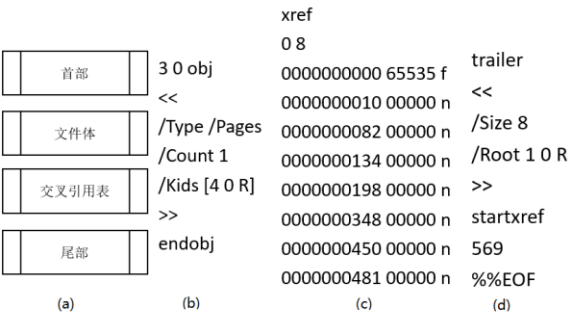 首部
文件体
交叉引用表
尾部
(a)
3 0 obj
<<
/Type /Pages
/Count 1
/Kids [4 0 R]
>>
endobj
(b)
xref
0 8
0000000000 65535 f
0000000010 00000 n
0000000082 00000 n
0000000134 00000 n
0000000198 00000 n
0000000348 00000 n
0000000450 00000 n
0000000481 00000 n
(c)
trailer
<<
/Size 8
/Root 1 0 R
>>
startxref
569
%%EOF
(d)